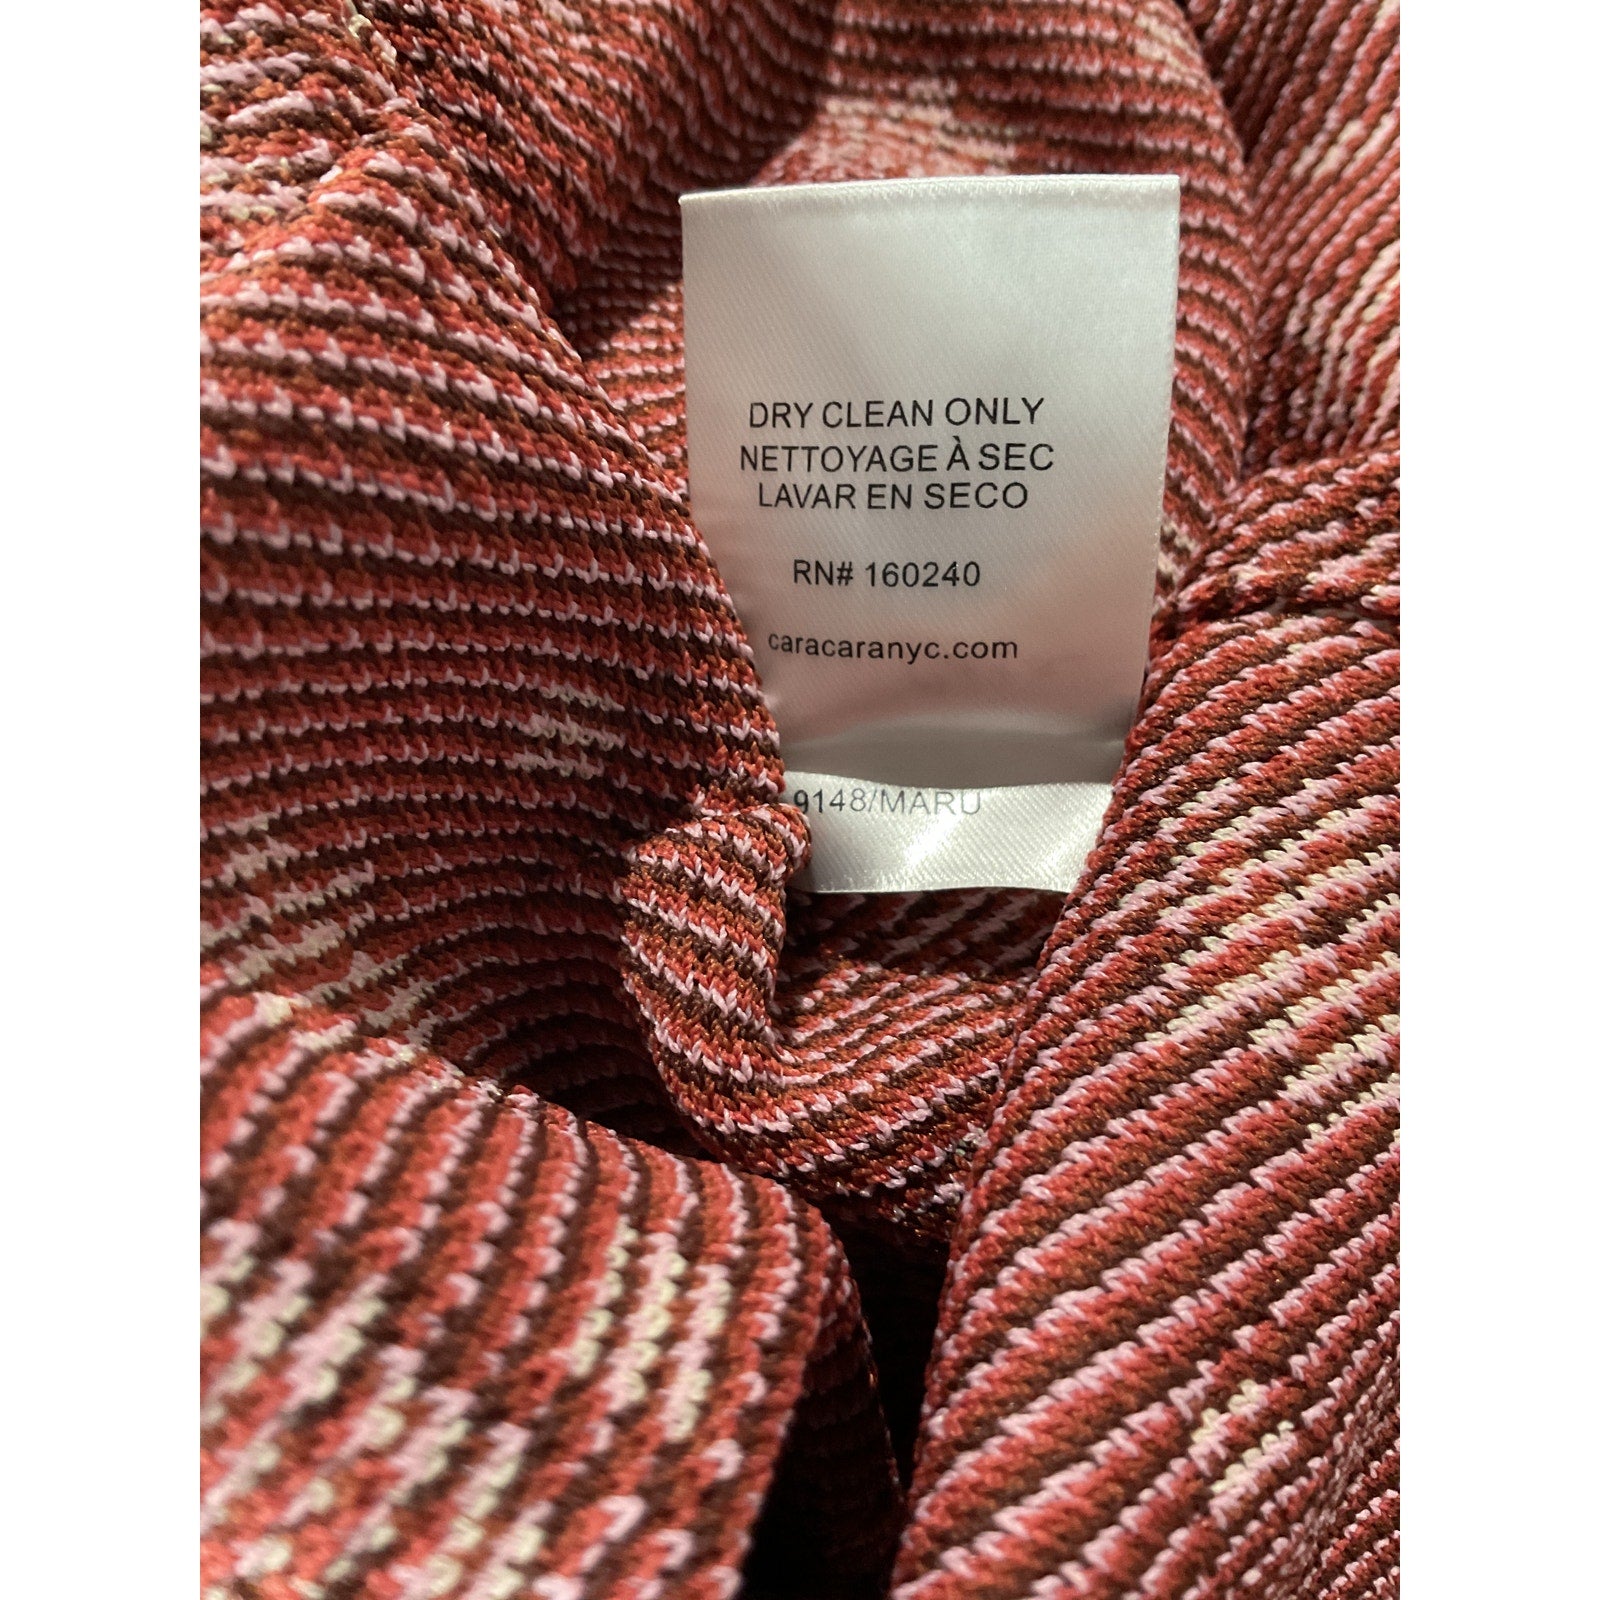 DRY CLEAN ONLY
NETTOYAGE À SEC
LAVAR EN SECO
RN# 160240
caracaranyc.com
9148/MARU